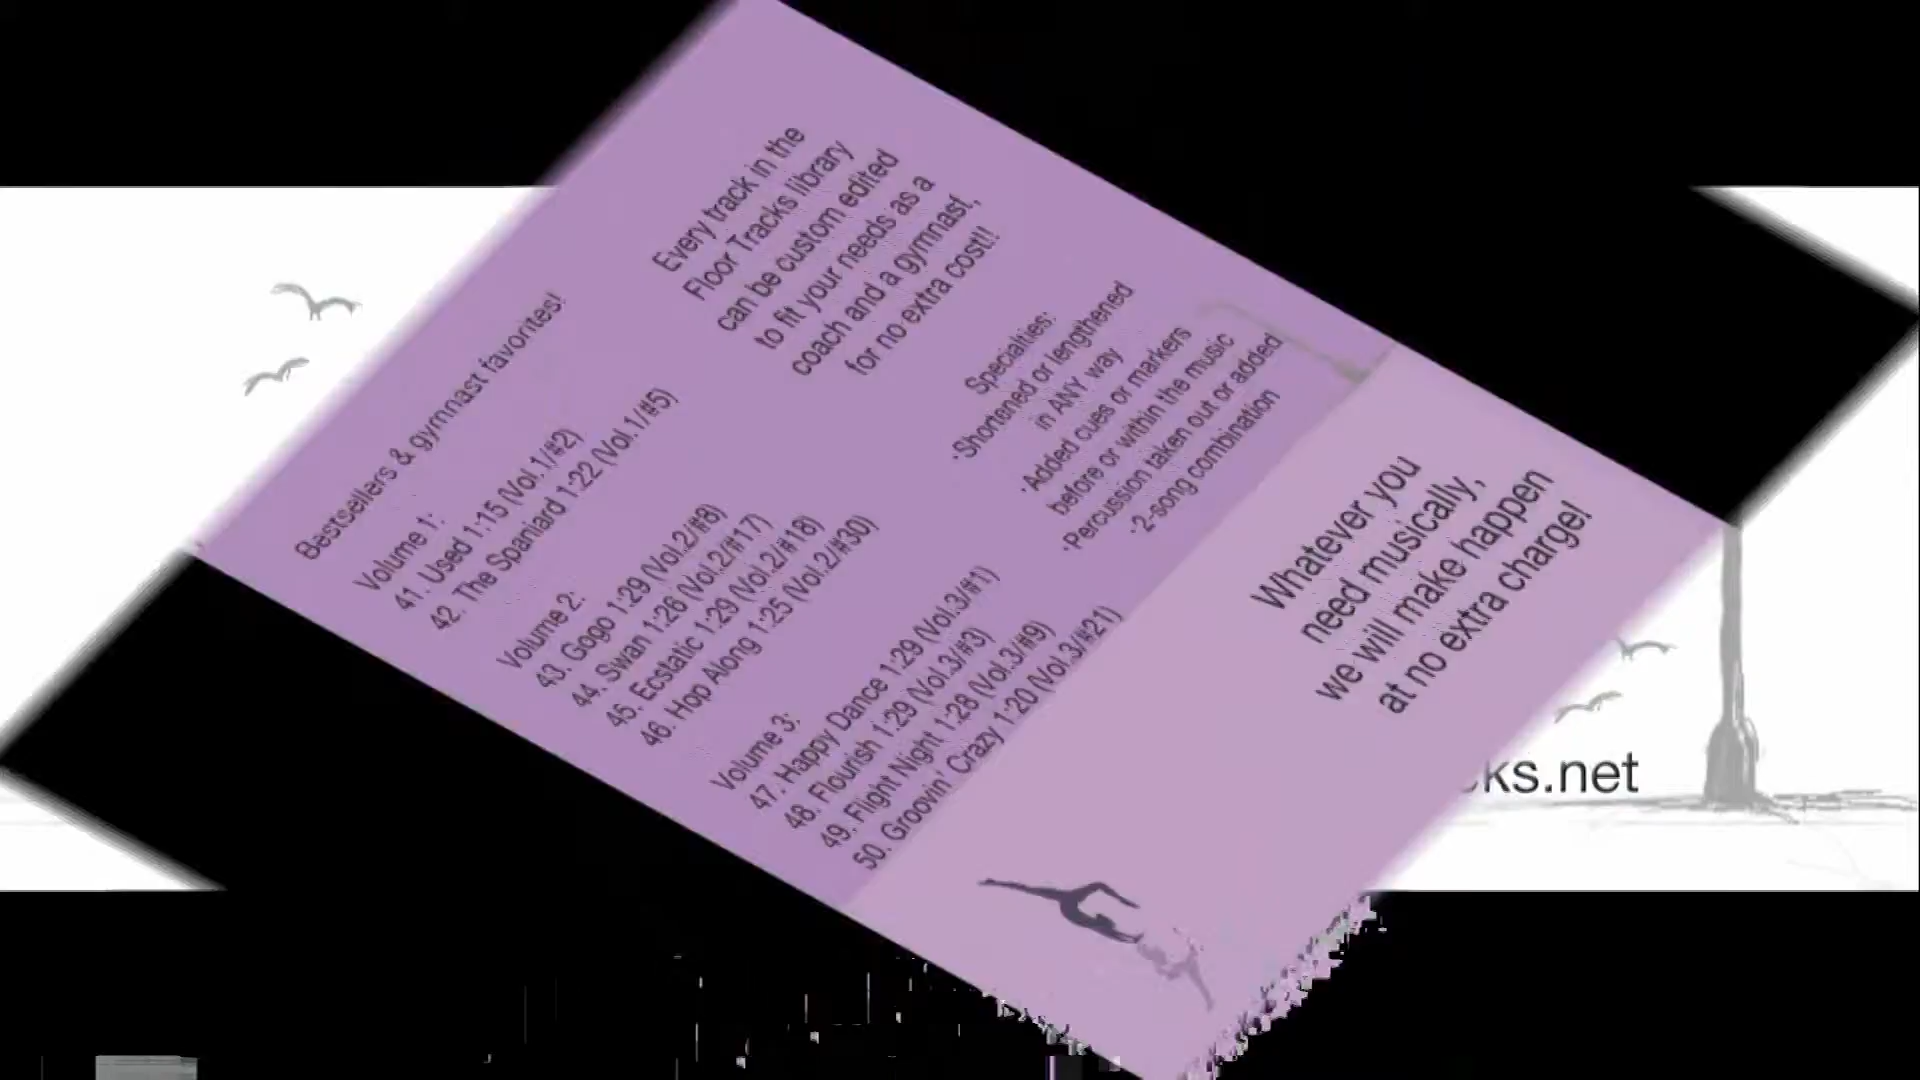 Bestsellers & gymnast favorites!
Volume 1:
41. Used 1:15 (Vol.1/#2)
42. The Spaniard 1:22 (Vol.1/#5)
Volume 2:
43. Gogo 1:29 (Vol.2/#8)
44. Swan 1:26 (Vol.2/#17)
45. Ecstatic 1:29 (Vol.2/#18)
46. Hop Along 1:25 (Vol.2/#30)
Volume 3:
47. Happy Dance 1:29 (Vol.3/#1)
48. Flourish 1:29 (Vol.3/#3)
49. Flight Night 1:28 (Vol.3/#9)
50. Groovin' Crazy 1:20 (Vol.3/#21)
Every track in the
Floor Tracks library
can be custom edited
to fit your needs as a
coach and a gymnast,
for no extra cost!!
Specialties:
·Shortened or lengthened
in ANY way
·Added cues or markers
before or within the music
·Percussion taken out or added
·2-song combination
Whatever you
need musically,
we will make happen
at no extra charge!
ks.net